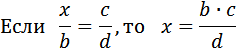 Если x/b = c/d, то x = (b · c)/d